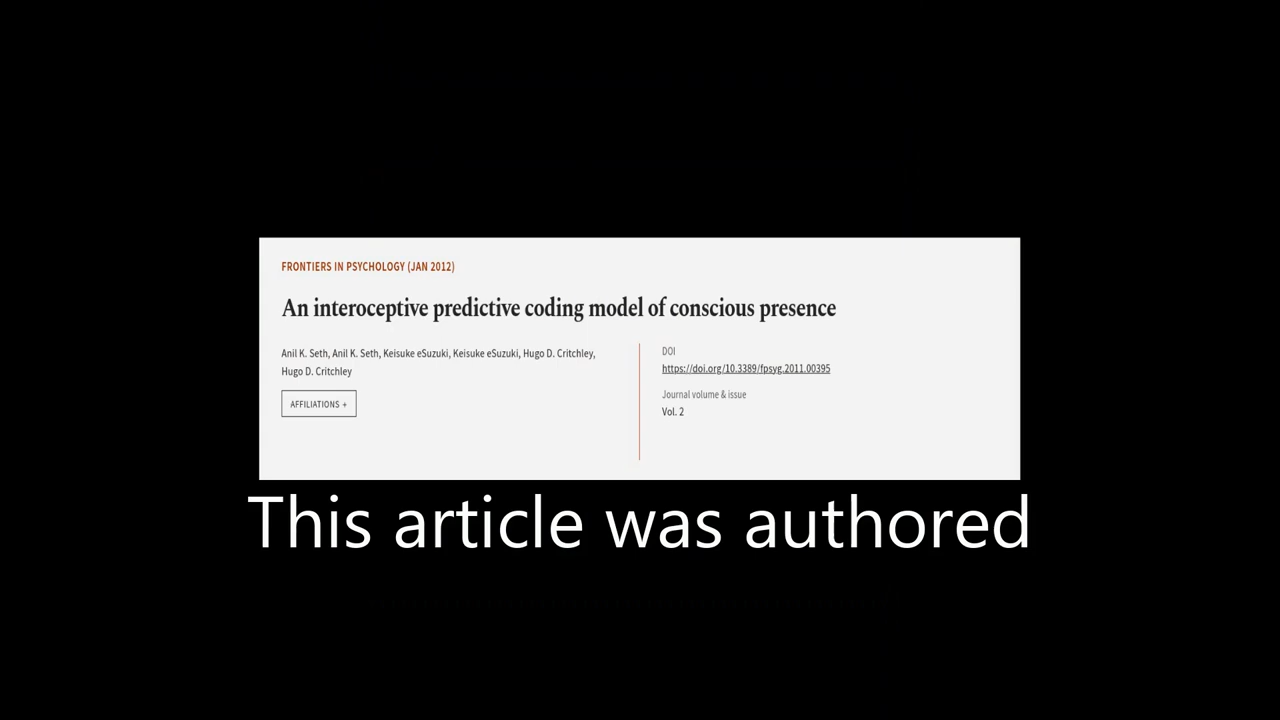 FRONTIERS IN PSYCHOLOGY (JAN 2012)
An interoceptive predictive coding model of conscious presence
Anil K. Seth, Anil K. Seth, Keisuke eSuzuki, Keisuke eSuzuki, Hugo D. Critchley,
Hugo D. Critchley
AFFILIATIONS +
DOI
https://doi.org/10.3389/fpsyg.2011.00395
Journal volume & issue
Vol. 2
This article was authored